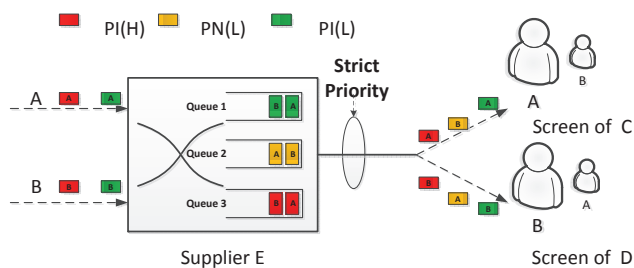 PI(H) PN(L) PI(L)
A A A
B B B
Queue 1 B A
Queue 2 A B
Queue 3 B A
Supplier E
Strict
Priority
A B A
B A B
A B
Screen of C
B A
Screen of D